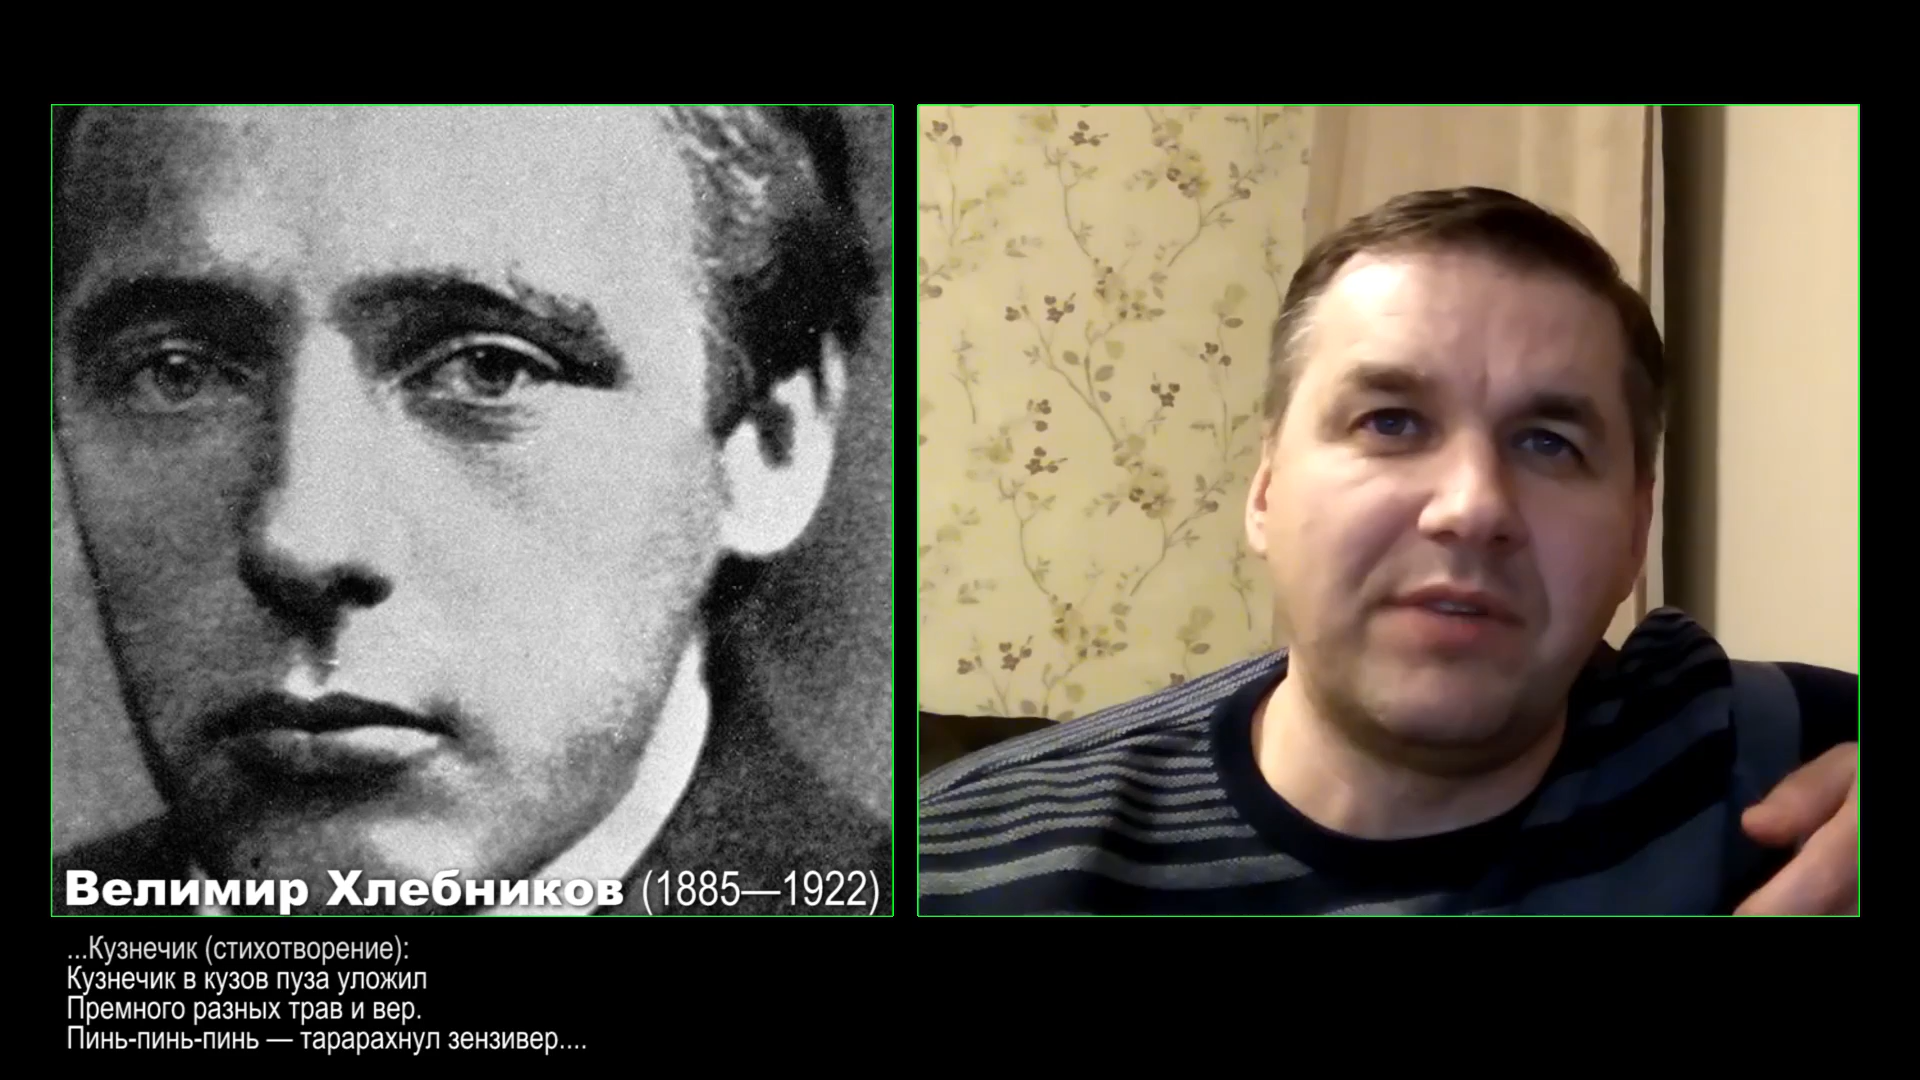 Велимир Хлебников (1885—1922)
...Кузнечик (стихотворение):
Кузнечик в кузов пуза уложил
Премного разных трав и вер.
Пинь-пинь-пинь — тарарахнул зензивер....